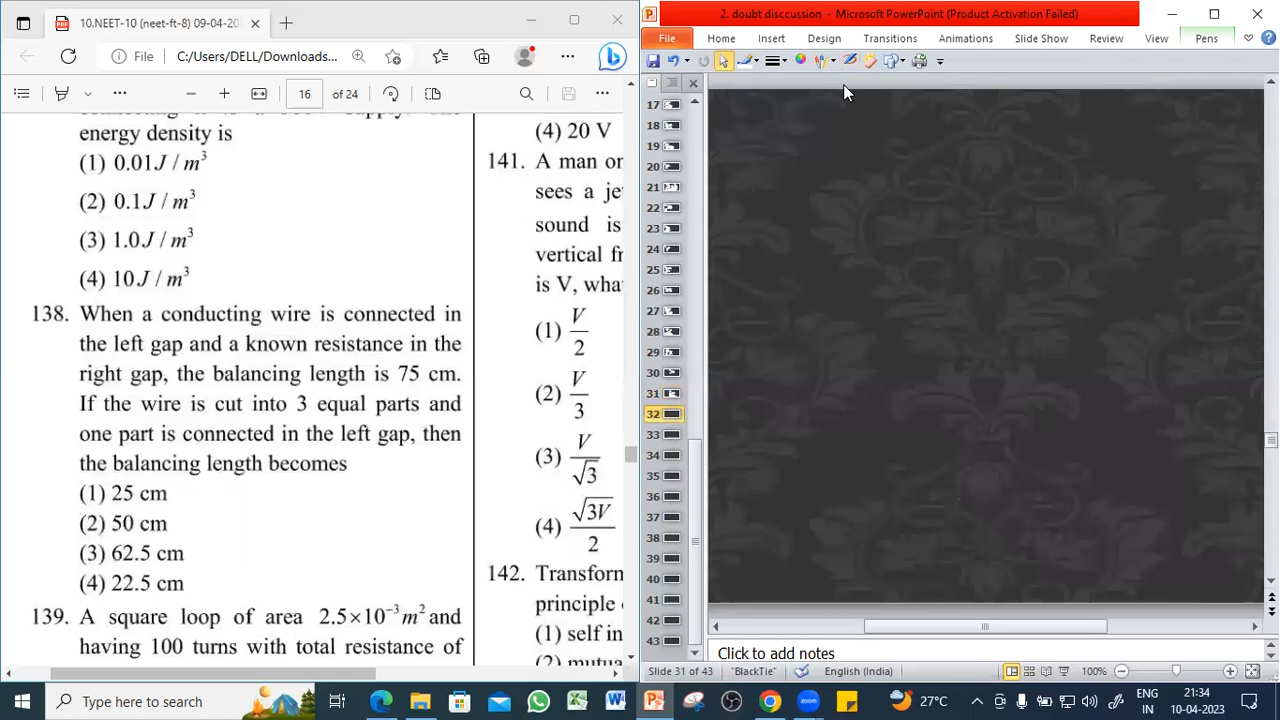 10.NEET-10 (neet-ft-8) 09-04-20
2. doubt disccussion - Microsoft PowerPoint (Product Activation Failed)
File
C:/Users/DELL/Downloads...
File Home Insert Design Transitions Animations Slide Show Review View Pens
16 of 24
energy density is
(1) 0.01J / m³
(2) 0.1J / m³
(3) 1.0J / m³
(4) 10J / m³
138. When a conducting wire is connected in
the left gap and a known resistance in the
right gap, the balancing length is 75 cm.
If the wire is cut into 3 equal parts and
one part is connected in the left gap, then
the balancing length becomes
(1) 25 cm
(2) 50 cm
(3) 62.5 cm
(4) 22.5 cm
139. A square loop of area 2.5×10⁻³m² and
having 100 turns with total resistance of
(4) 20 V
141. A man on
sees a je
sound is
vertical fr
is V, wha
(1) V/2
(2) V/3
(3) V/√3
(4) √3V/2
142. Transform
principle o
(1) self in
(2) mutua
17
18
19
20
21
22
23
24
25
26
27
28
29
30
31
32
33
34
35
36
37
38
39
40
41
42
43
Click to add notes
Slide 31 of 43 "BlackTie" English (India) 100%
Type here to search
27°C
ENG
IN
21:34
10-04-2023